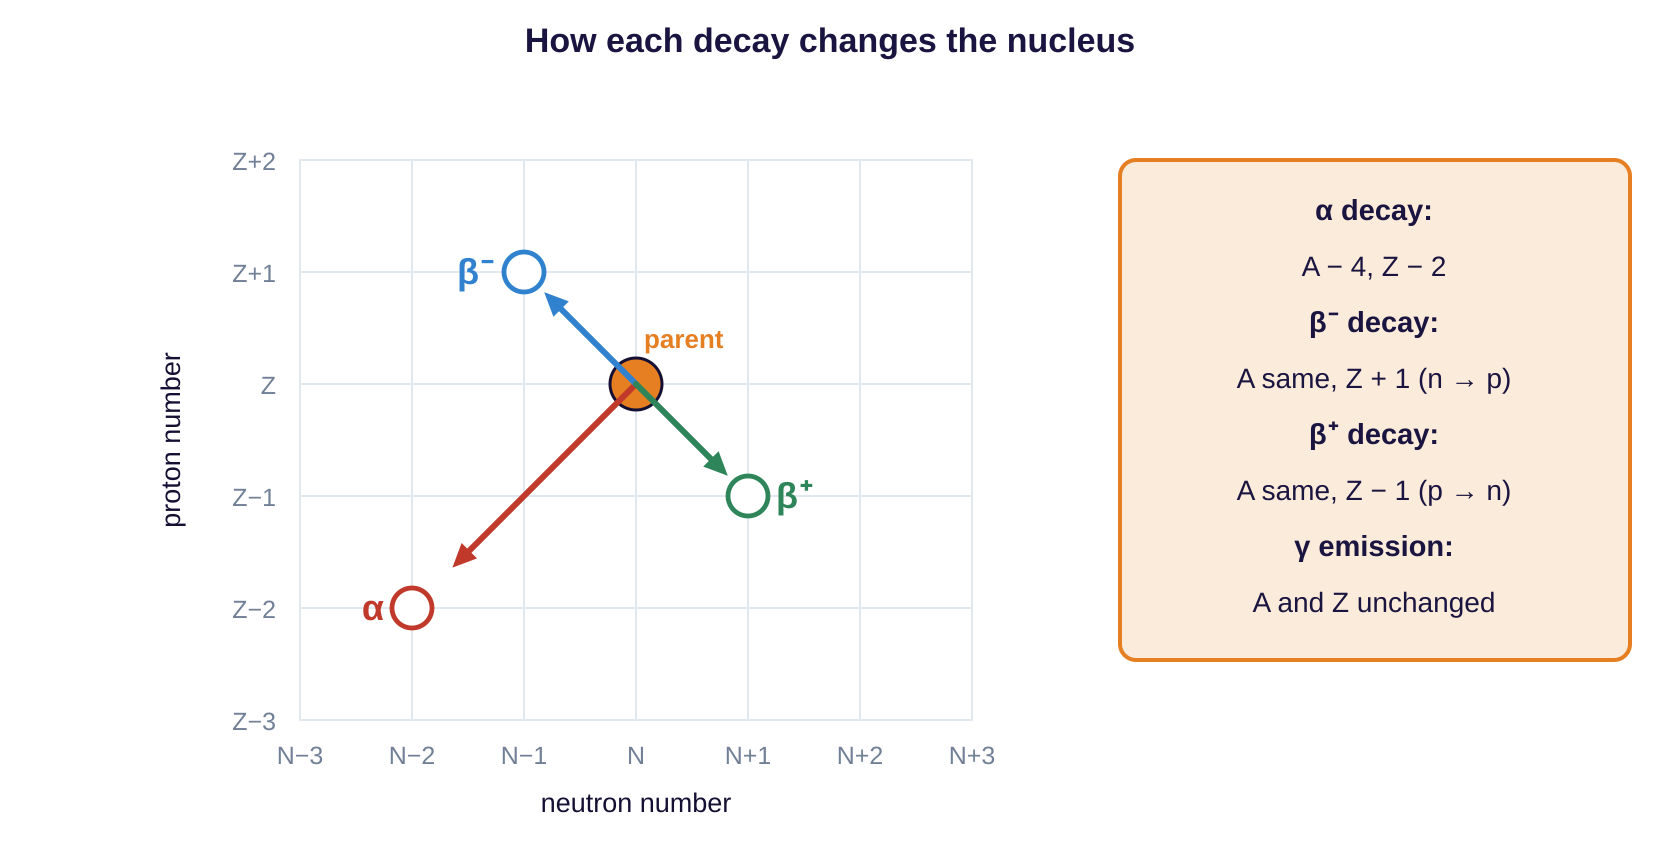 How each decay changes the nucleus
Z+2
Z+1
Z
Z−1
Z−2
Z−3
N−3
N−2
N−1
N
N+1
N+2
N+3
proton number
neutron number
β⁻
parent
β⁺
α
α decay:
A − 4, Z − 2
β⁻ decay:
A same, Z + 1 (n → p)
β⁺ decay:
A same, Z − 1 (p → n)
γ emission:
A and Z unchanged